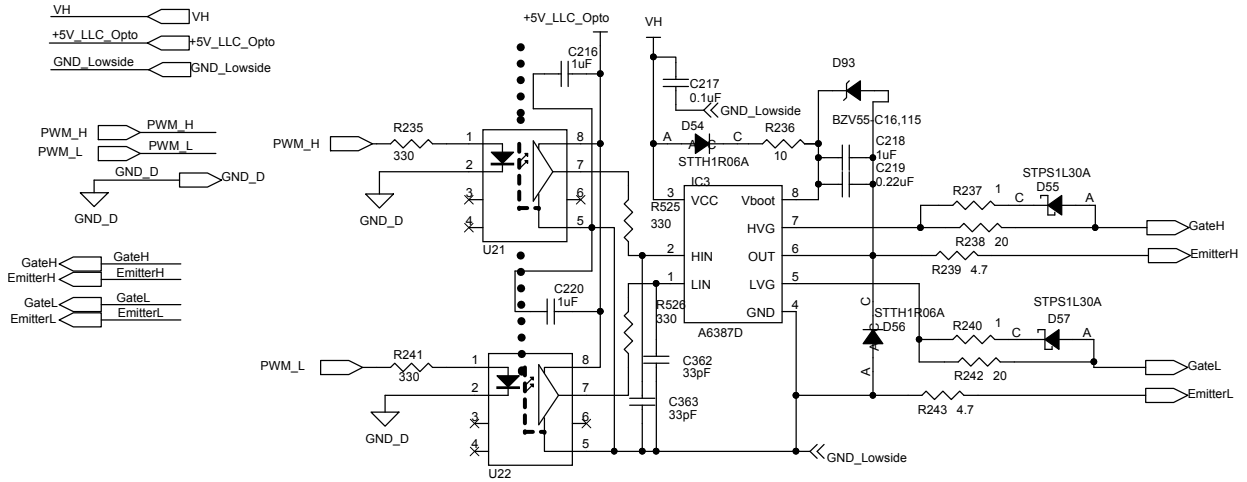 VH
VH
+5V_LLC_Opto
+5V_LLC_Opto
GND_Lowside
GND_Lowside
PWM_H
PWM_H
PWM_L
PWM_L
GND_D
GND_D
GND_D
GateH
GateH
EmitterH
EmitterH
GateL
GateL
EmitterL
EmitterL
+5V_LLC_Opto
C216
1uF
PWM_H
R235
330
1
2
3
4
8
7
6
5
U21
GND_D
C220
1uF
PWM_L
R241
330
1
2
3
4
8
7
6
5
U22
GND_D
VH
C217
0.1uF
GND_Lowside
A
D54
C
STTH1R06A
R236
10
D93
BZV55-C16,115
C218
1uF
C219
0.22uF
R525
330
R526
330
IC3
3
VCC
Vboot
8
HVG
7
2
HIN
OUT
6
1
LIN
LVG
5
GND
4
A6387D
C362
33pF
C363
33pF
R237
1
C
STPS1L30A
D55
A
R238
20
GateH
R239
4.7
EmitterH
C
STTH1R06A
D56
A
R240
1
C
STPS1L30A
D57
A
R242
20
GateL
R243
4.7
EmitterL
GND_Lowside